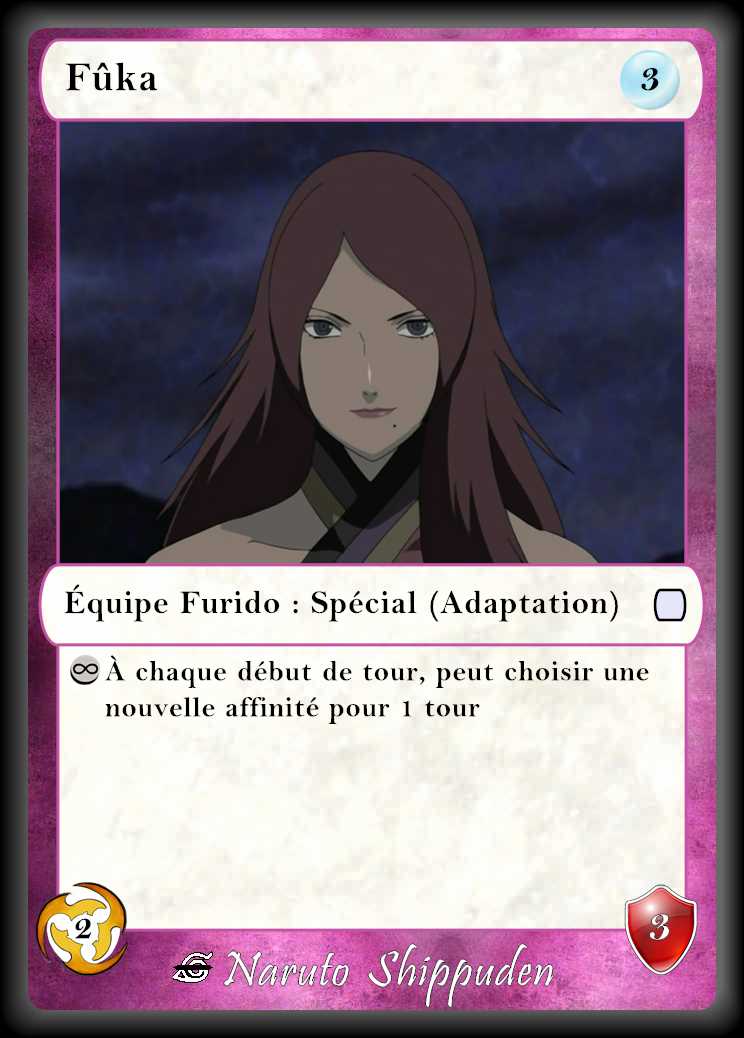 Fûka
3
Équipe Furido : Spécial (Adaptation)
∞ À chaque début de tour, peut choisir une
nouvelle affinité pour 1 tour
2
3
Naruto Shippuden